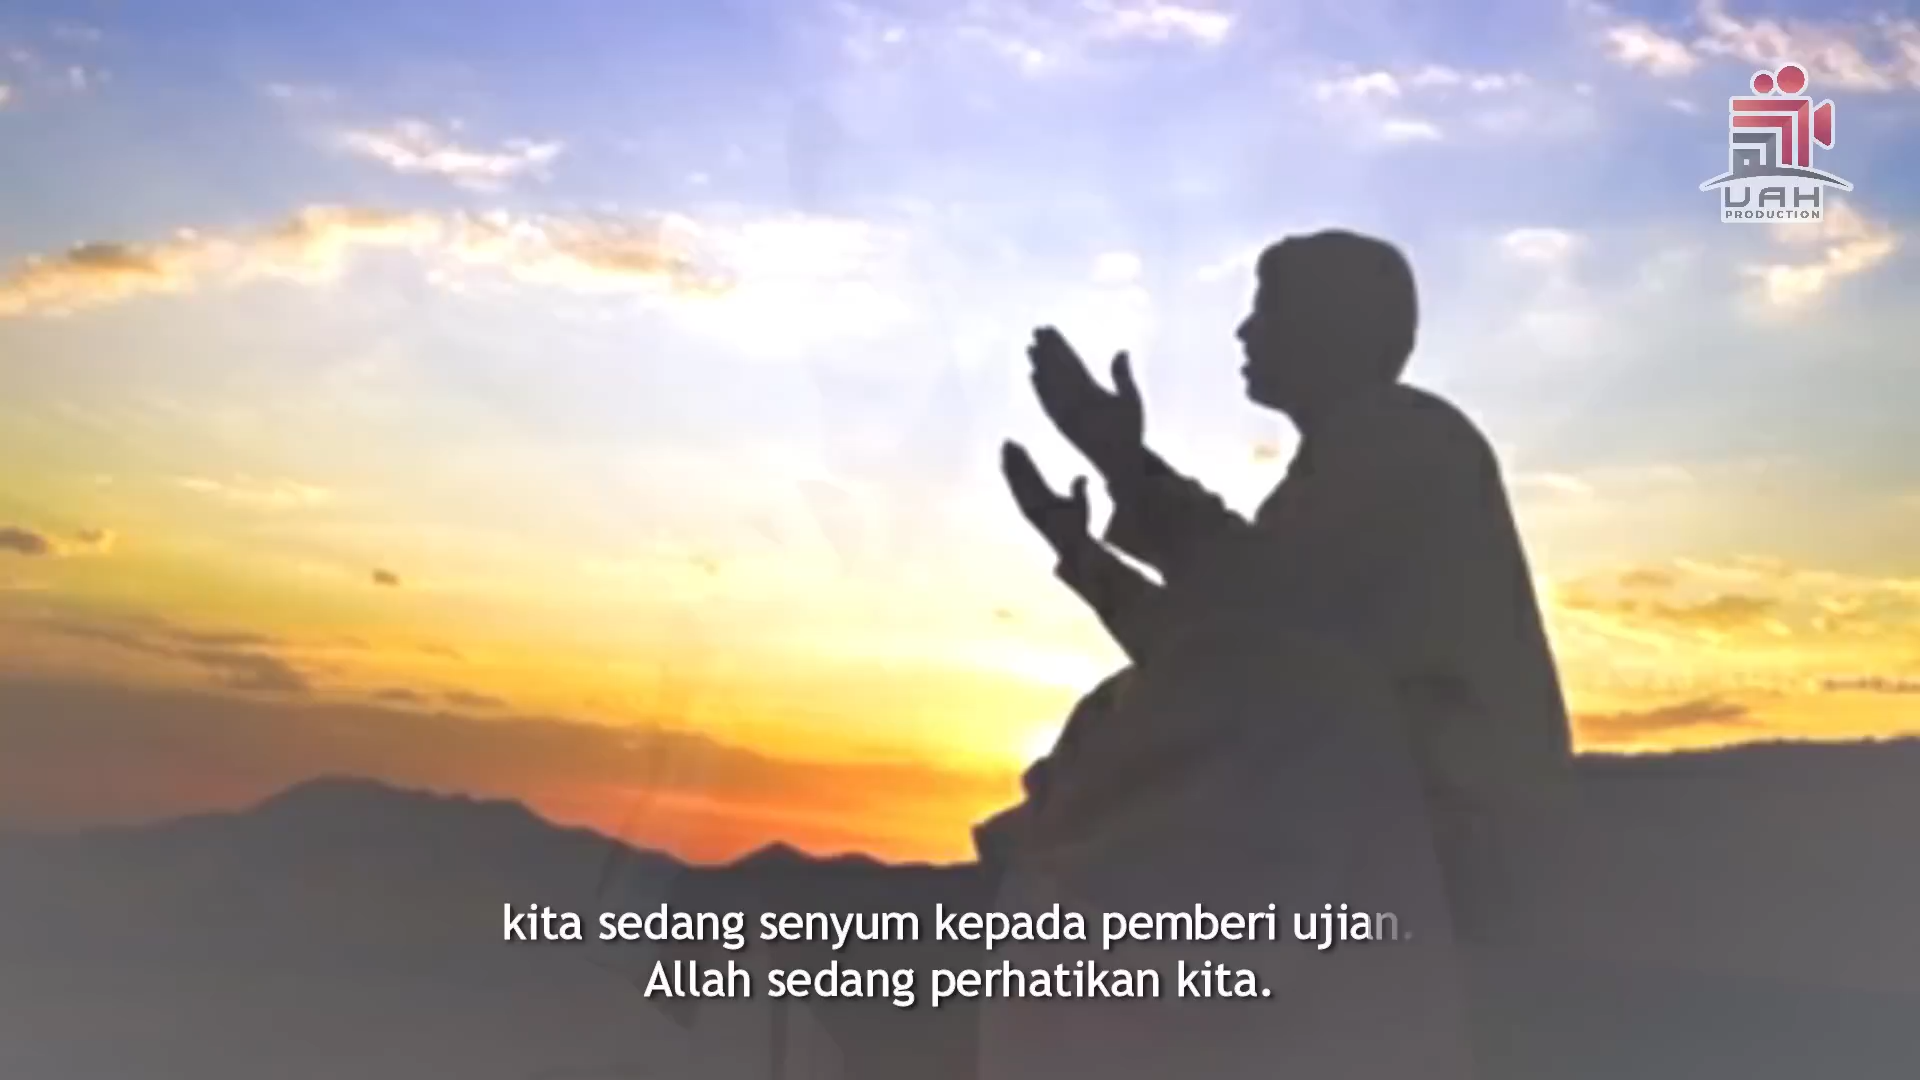 UAH
PRODUCTION
kita sedang senyum kepada pemberi ujian.
Allah sedang perhatikan kita.